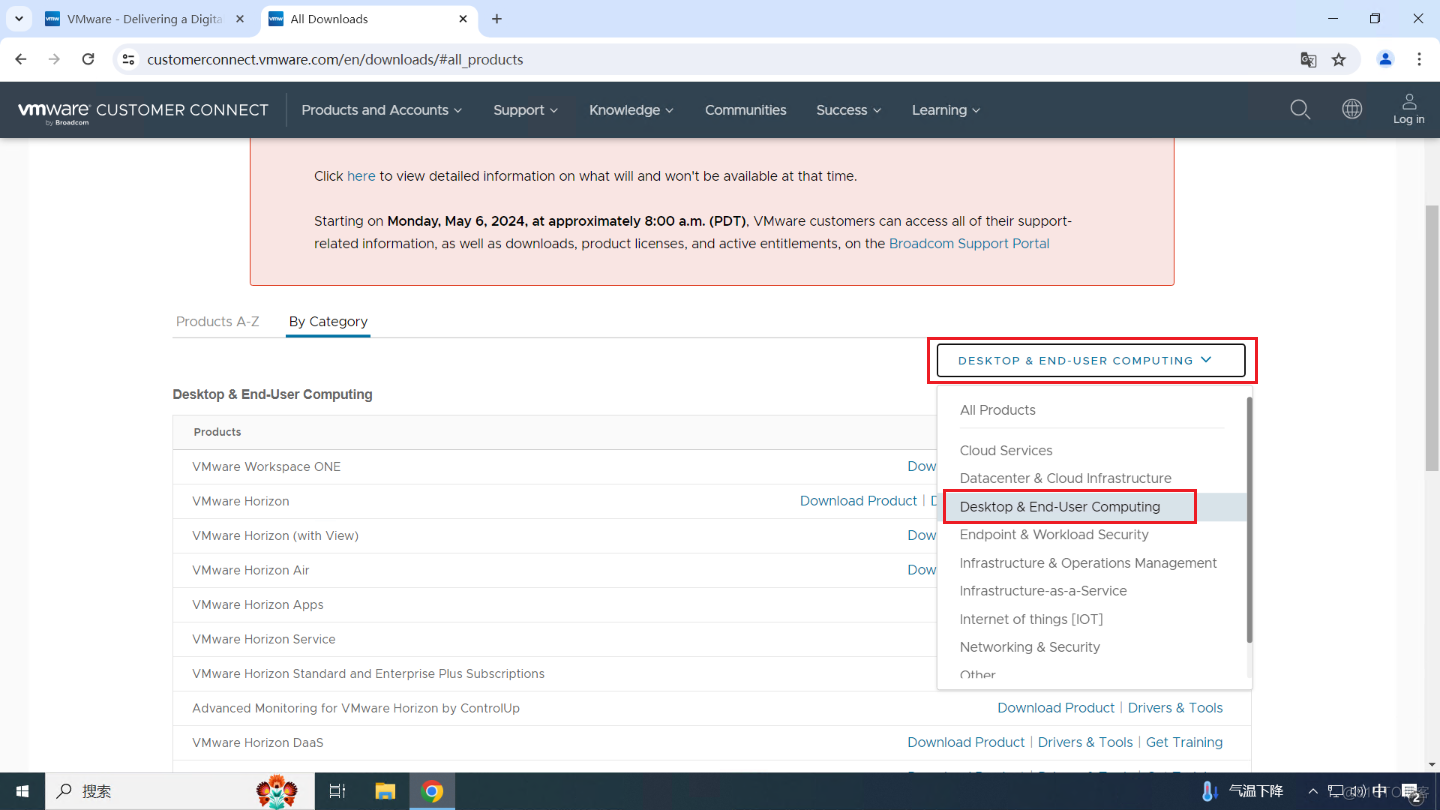 VMware - Delivering a Digita
All Downloads
customerconnect.vmware.com/en/downloads/#all_products
vmware® CUSTOMER CONNECT
by Broadcom
Products and Accounts
Support
Knowledge
Communities
Success
Learning
Log in
Click here to view detailed information on what will and won't be available at that time.
Starting on Monday, May 6, 2024, at approximately 8:00 a.m. (PDT), VMware customers can access all of their support-
related information, as well as downloads, product licenses, and active entitlements, on the Broadcom Support Portal
Products A-Z
By Category
DESKTOP & END-USER COMPUTING
Desktop & End-User Computing
All Products
Cloud Services
Datacenter & Cloud Infrastructure
Desktop & End-User Computing
Endpoint & Workload Security
Infrastructure & Operations Management
Infrastructure-as-a-Service
Internet of things [IOT]
Networking & Security
Other
Products
VMware Workspace ONE Dow
VMware Horizon Download Product | D
VMware Horizon (with View) Dow
VMware Horizon Air Dow
VMware Horizon Apps
VMware Horizon Service
VMware Horizon Standard and Enterprise Plus Subscriptions
Advanced Monitoring for VMware Horizon by ControlUp Download Product | Drivers & Tools
VMware Horizon DaaS Download Product | Drivers & Tools | Get Training
搜索
气温下降
中
2